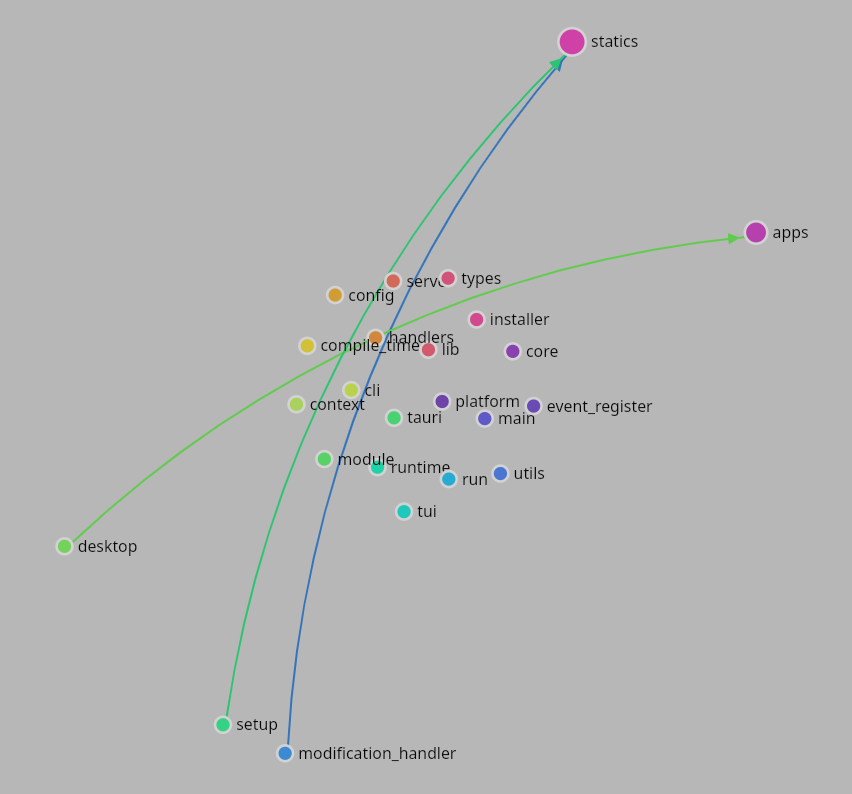 statics
apps
types
config
installer
handlers
compile_time
lib
core
cli
context
platform
event_register
tauri
main
module
runtime
utils
run
tui
desktop
setup
modification_handler